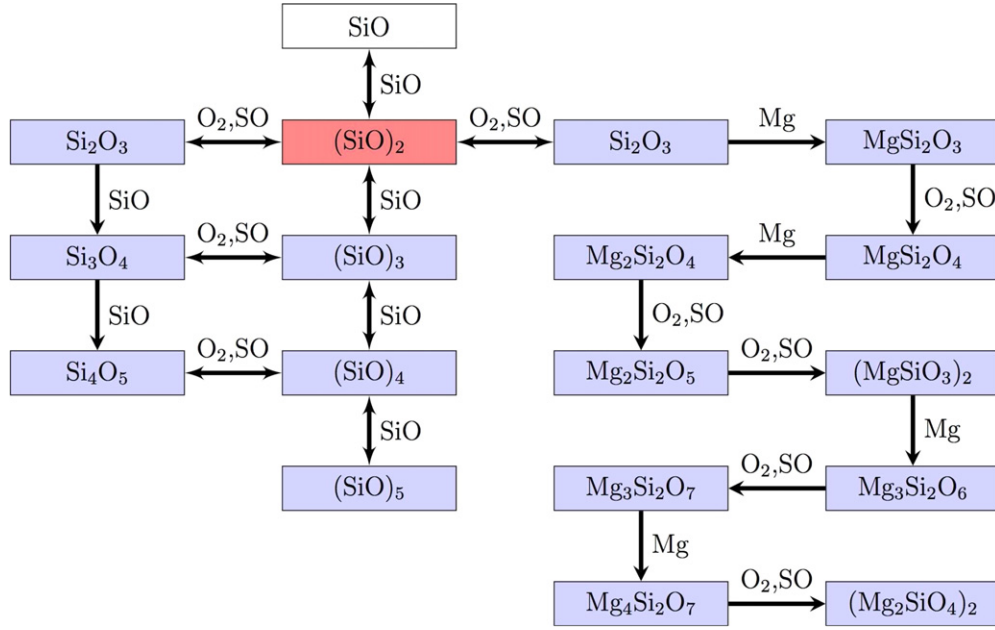 SiO
SiO
O₂,SO O₂,SO Mg
Si₂O₃ (SiO)₂ Si₂O₃ MgSi₂O₃
SiO SiO O₂,SO
O₂,SO Mg
Si₃O₄ (SiO)₃ Mg₂Si₂O₄ MgSi₂O₄
SiO SiO O₂,SO
O₂,SO O₂,SO
Si₄O₅ (SiO)₄ Mg₂Si₂O₅ (MgSiO₃)₂
SiO Mg
O₂,SO
(SiO)₅ Mg₃Si₂O₇ Mg₃Si₂O₆
Mg
O₂,SO
Mg₄Si₂O₇ (Mg₂SiO₄)₂